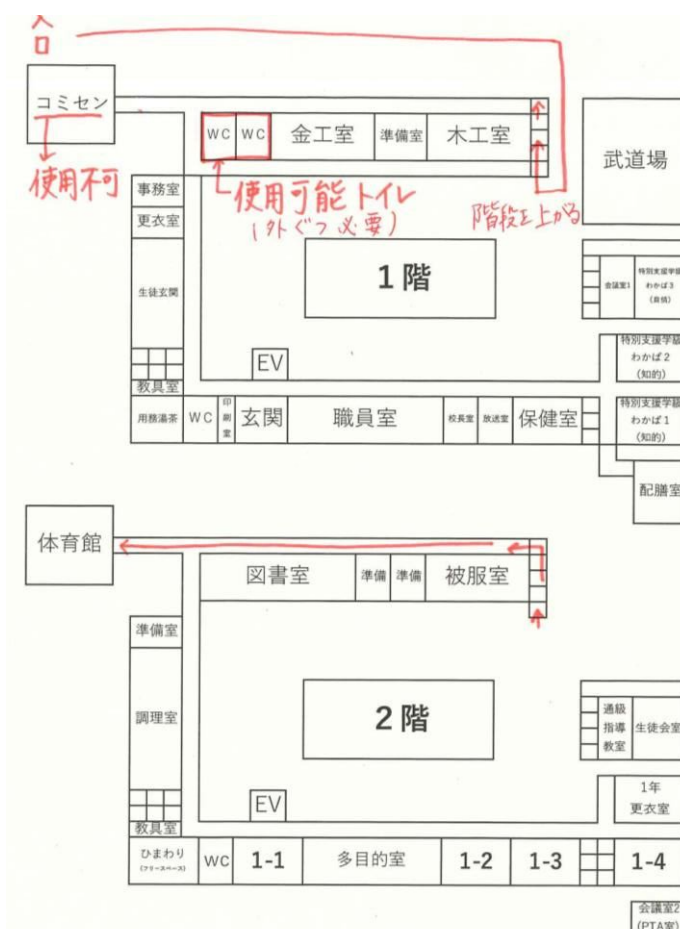 入
口
コミセン
WC
WC
金工室
準備室
木工室
武道場
使用不可
使用可能トイレ
(外ぐつ必要)
階段を上がる
事務室
更衣室
生徒玄関
1階
会議室1
特別支援学級
わかば3
(自情)
特別支援学級
わかば2
(知的)
EV
教具室
用務湯茶
WC
印
刷
室
玄関
職員室
校長室
放送室
保健室
特別支援学級
わかば1
(知的)
配膳室
体育館
図書室
準備
準備
被服室
準備室
調理室
2階
通級
指導
教室
生徒会室
EV
1年
更衣室
教具室
ひまわり
(フリースペース)
WC
1-1
多目的室
1-2
1-3
1-4
会議室2
(PTA室)